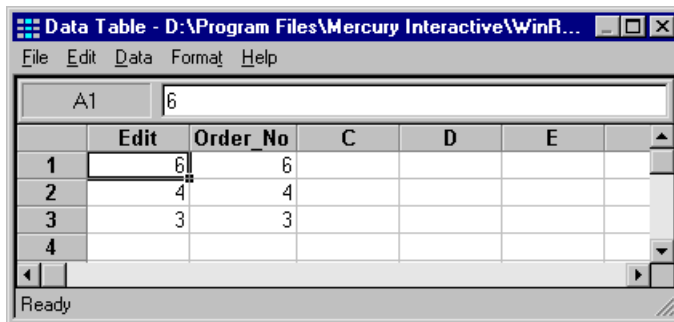 Data Table - D:\Program Files\Mercury Interactive\WinR...
File Edit Data Format Help
A1 6
Edit Order_No C D E
1 6 6
2 4 4
3 3 3
4
Ready